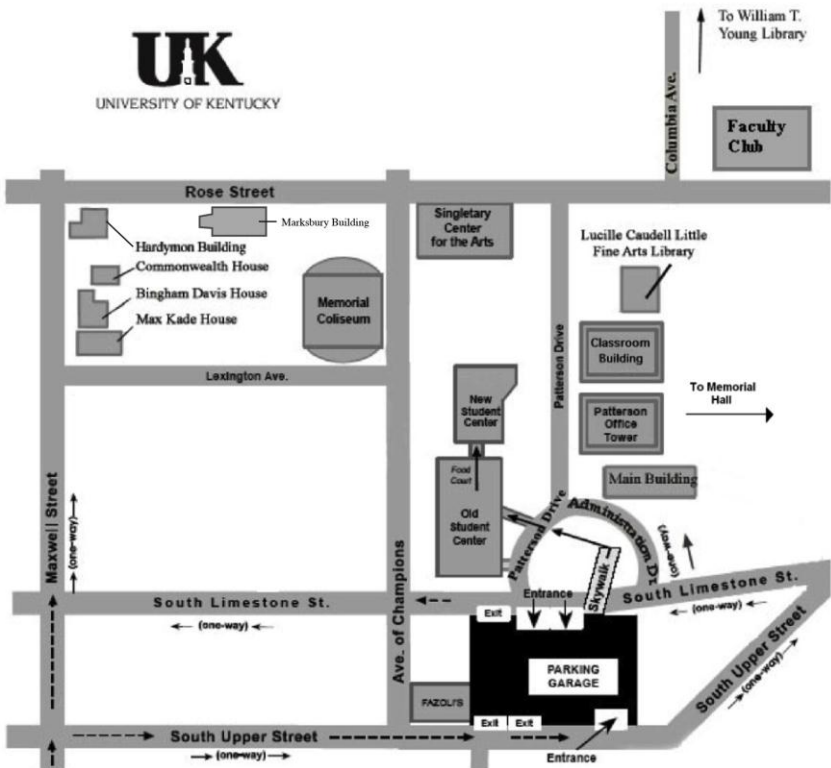 To William T.
Young Library
UK
UNIVERSITY OF KENTUCKY
Columbia Ave.
Faculty
Club
Rose Street
Marksbury Building
Hardymon Building
Commonwealth House
Bingham Davis House
Max Kade House
Memorial
Coliseum
Singletary
Center
for the Arts
Lucille Caudell Little
Fine Arts Library
Classroom
Building
Patterson Drive
To Memorial
Hall
Lexington Ave.
New
Student
Center
Patterson
Office
Tower
Food
Court
Main Building
Old
Student
Center
Patterson Drive
Administration Dr.
(one-way)
Maxwell Street
(one-way)
Ave. of Champions
Skywalk
Entrance
Exit
South Limestone St.
(one-way)
South Limestone St.
(one-way)
PARKING
GARAGE
South Upper Street
(one-way)
FAZOLI'S
Exit
Exit
South Upper Street
(one-way)
Entrance